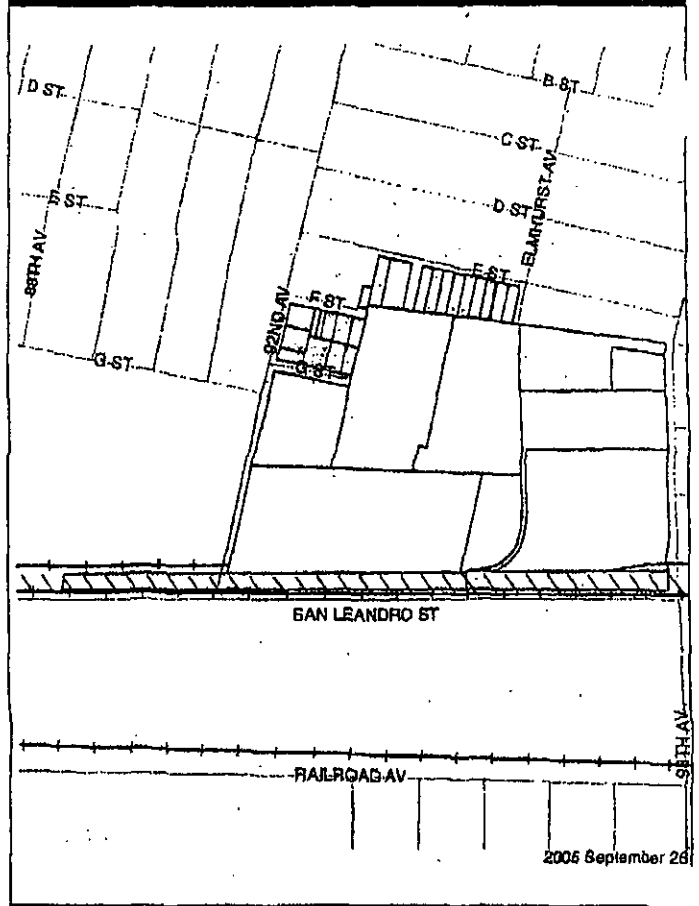 B ST
D ST
C ST
E ST
D ST
ELMHURST AV
88TH AV
E ST
F ST
92ND AV
G ST
G ST
SAN LEANDRO ST
98TH AV
RAILROAD AV
2005 September 26